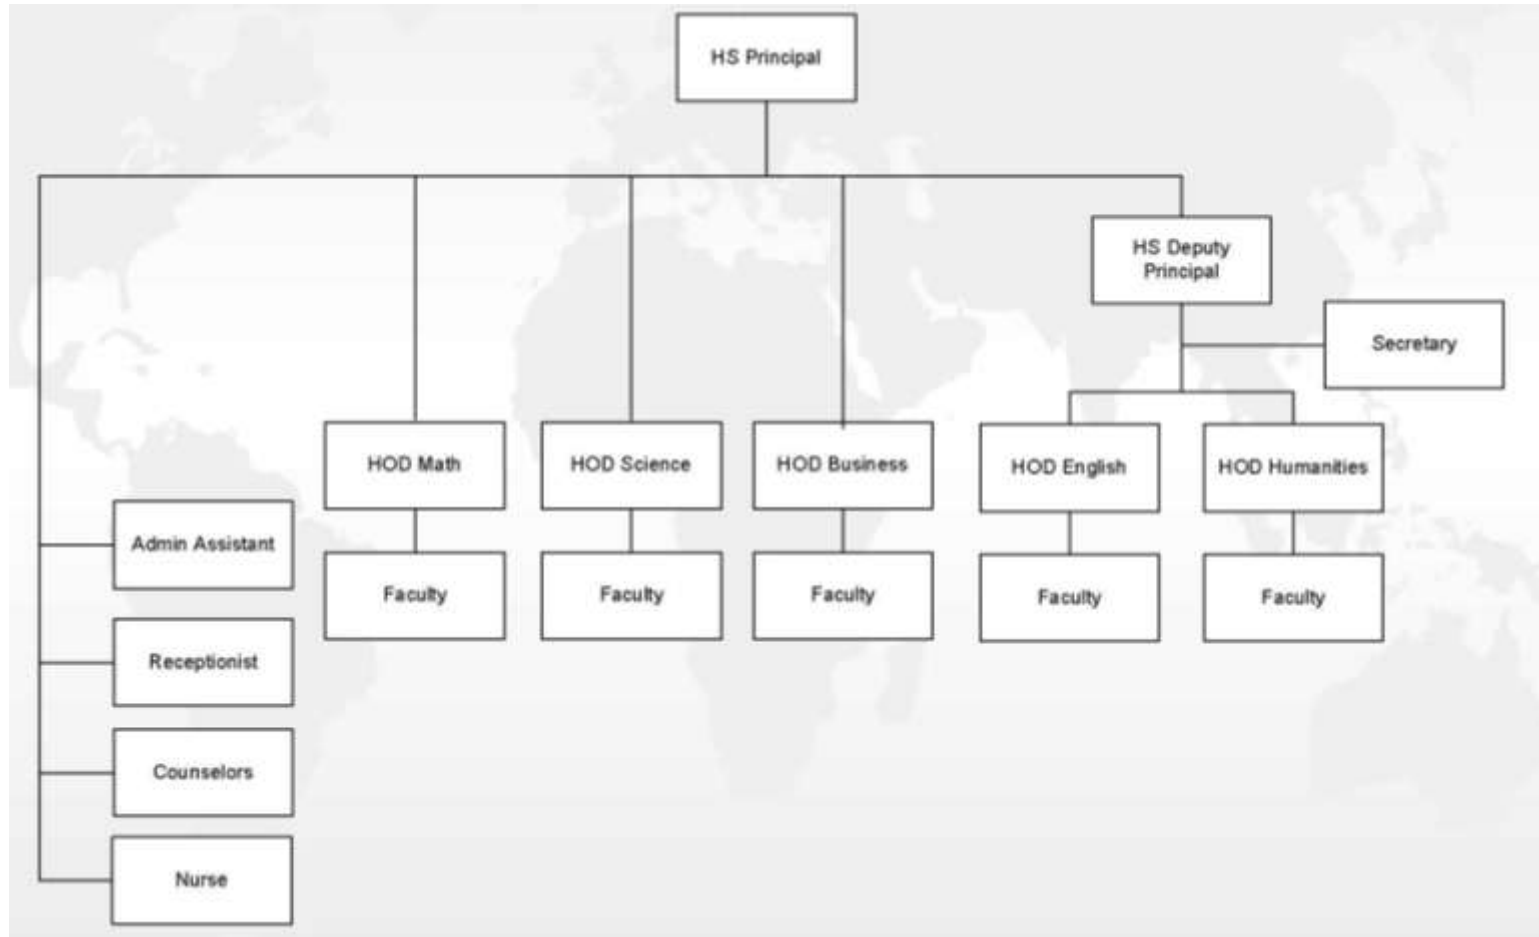 HS Principal
HS Deputy
Principal
Secretary
HOD Math
HOD Science
HOD Business
HOD English
HOD Humanities
Admin Assistant
Faculty
Faculty
Faculty
Faculty
Faculty
Receptionist
Counselors
Nurse